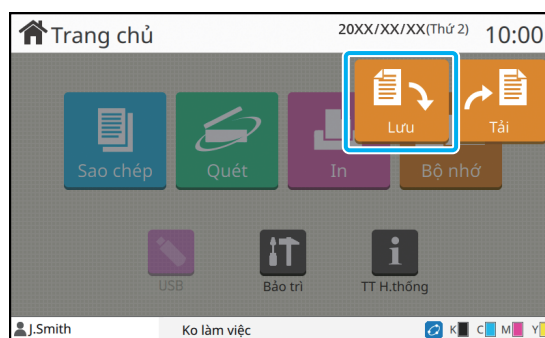 Trang chủ 20XX/XX/XX(Thứ 2) 10:00
Lưu Tải
Sao chép Quét In Bộ nhớ
USB Bảo trì TT H.thống
J.Smith Ko làm việc K C M Y